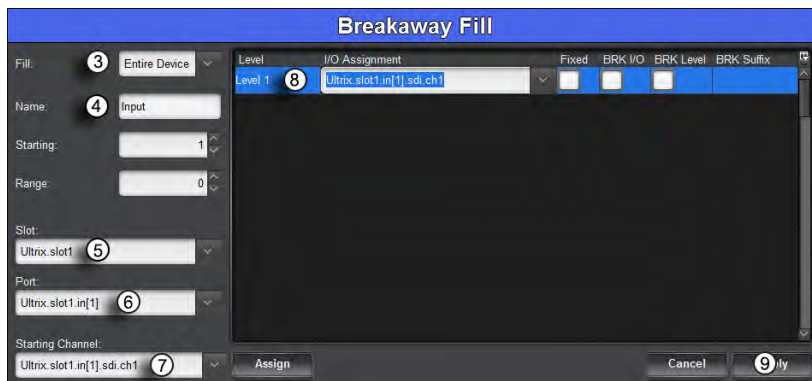 Breakaway Fill
Fill: 3 Entire Device
Name: 4 Input
Starting: 1
Range: 0
Slot:
Ultrix.slot1 5
Port:
Ultrix.slot1.in[1] 6
Starting Channel:
Ultrix.slot1.in[1].sdi.ch1 7
Level I/O Assignment Fixed BRK I/O BRK Level BRK Suffix
Level 1 8 Ultrix.slot1.in[1].sdi.ch1
Assign Cancel 9 ly